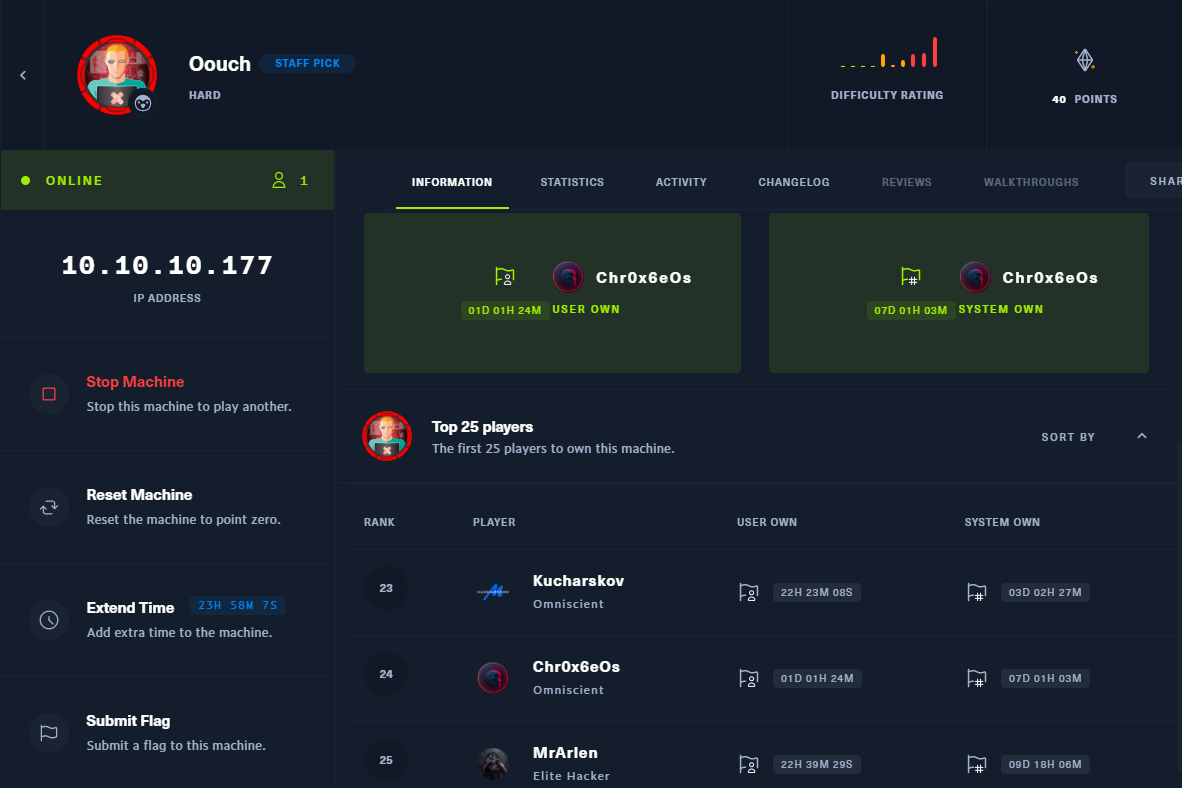 Oouch STAFF PICK
HARD
DIFFICULTY RATING
40 POINTS
ONLINE 1
10.10.10.177
IP ADDRESS
Stop Machine
Stop this machine to play another.
Reset Machine
Reset the machine to point zero.
Extend Time 23H 58M 7S
Add extra time to the machine.
Submit Flag
Submit a flag to this machine.
INFORMATION STATISTICS ACTIVITY CHANGELOG REVIEWS WALKTHROUGHS SHAR
Chr0x6eOs
01D 01H 24M USER OWN
Chr0x6eOs
07D 01H 03M SYSTEM OWN
Top 25 players
The first 25 players to own this machine.
SORT BY
RANK PLAYER USER OWN SYSTEM OWN
23 Kucharskov 22H 23M 08S 03D 02H 27M
Omniscient
24 Chr0x6eOs 01D 01H 24M 07D 01H 03M
Omniscient
25 MrArlen 22H 39M 29S 09D 18H 06M
Elite Hacker